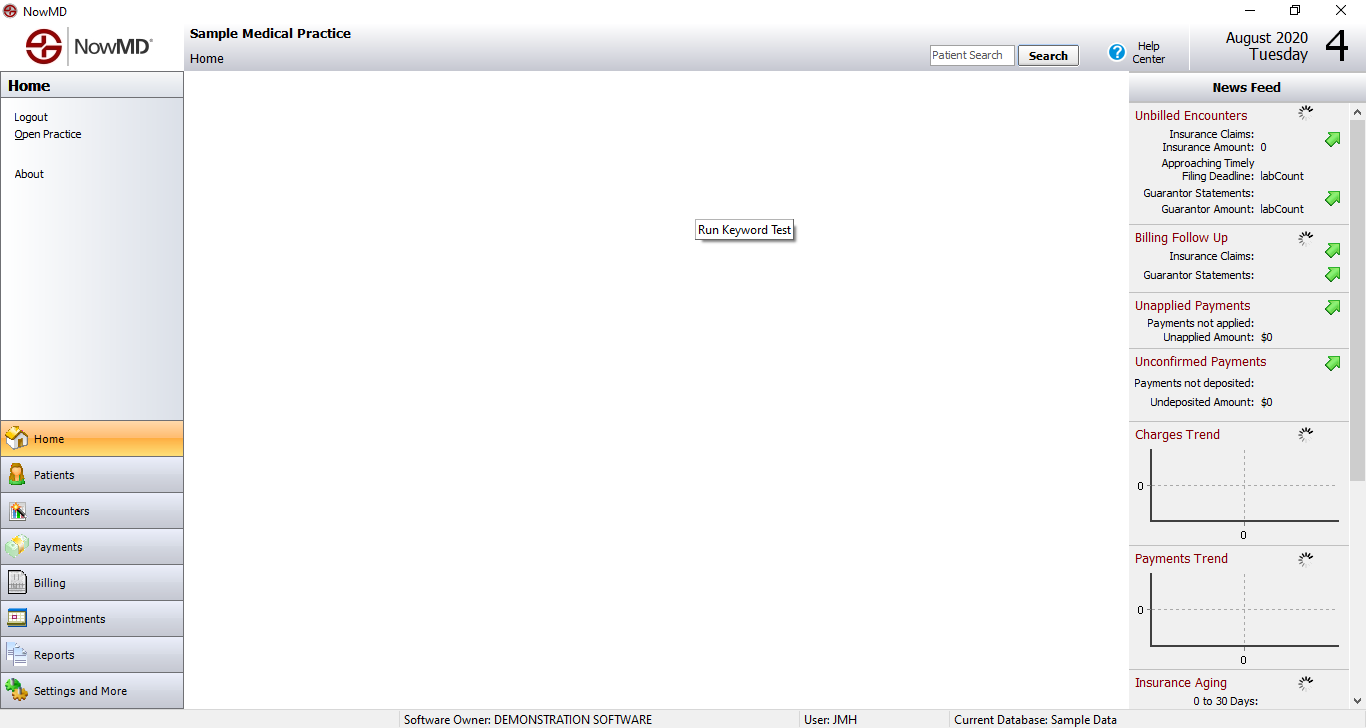 NowMD
NowMD®
Sample Medical Practice
Home
Patient Search
Search
Help
Center
August 2020
Tuesday
4
Home
Logout
Open Practice
About
Run Keyword Test
Home
Patients
Encounters
Payments
Billing
Appointments
Reports
Settings and More
News Feed
Unbilled Encounters
Insurance Claims:
Insurance Amount: 0
Approaching Timely
Filing Deadline: labCount
Guarantor Statements:
Guarantor Amount: labCount
Billing Follow Up
Insurance Claims:
Guarantor Statements:
Unapplied Payments
Payments not applied:
Unapplied Amount: $0
Unconfirmed Payments
Payments not deposited:
Undeposited Amount: $0
Charges Trend
0
0
Payments Trend
0
0
Insurance Aging
0 to 30 Days:
Software Owner: DEMONSTRATION SOFTWARE
User: JMH
Current Database: Sample Data